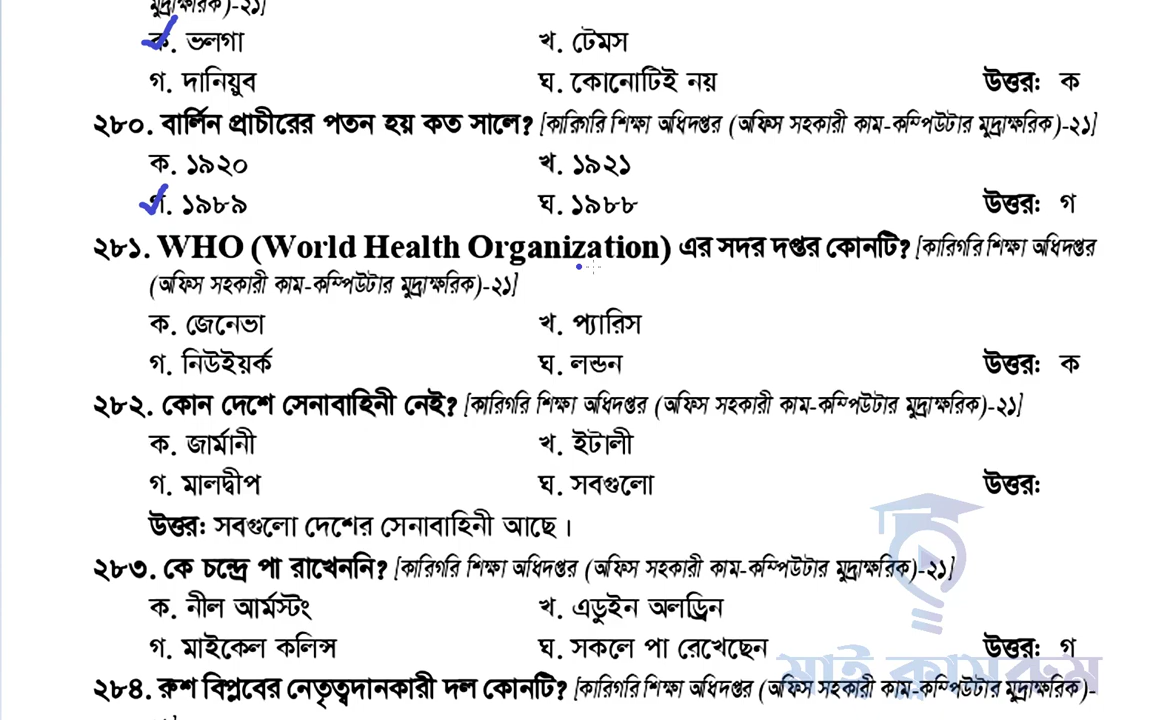 মুদ্রাক্ষরিক)-২১]
ক. ভলগা খ. টেমস
গ. দানিয়ুব ঘ. কোনোটিই নয় উত্তর: ক
২৮০. বার্লিন প্রাচীরের পতন হয় কত সালে? [কারিগরি শিক্ষা অধিদপ্তর (অফিস সহকারী কাম-কম্পিউটার মুদ্রাক্ষরিক)-২১]
ক. ১৯২০ খ. ১৯২১
গ. ১৯৮৯ ঘ. ১৯৮৮ উত্তর: গ
২৮১. WHO (World Health Organization) এর সদর দপ্তর কোনটি? [কারিগরি শিক্ষা অধিদপ্তর
(অফিস সহকারী কাম-কম্পিউটার মুদ্রাক্ষরিক)-২১]
ক. জেনেভা খ. প্যারিস
গ. নিউইয়র্ক ঘ. লন্ডন উত্তর: ক
২৮২. কোন দেশে সেনাবাহিনী নেই? [কারিগরি শিক্ষা অধিদপ্তর (অফিস সহকারী কাম-কম্পিউটার মুদ্রাক্ষরিক)-২১]
ক. জার্মানী খ. ইটালী
গ. মালদ্বীপ ঘ. সবগুলো উত্তর:
উত্তর: সবগুলো দেশের সেনাবাহিনী আছে।
২৮৩. কে চন্দ্রে পা রাখেননি? [কারিগরি শিক্ষা অধিদপ্তর (অফিস সহকারী কাম-কম্পিউটার মুদ্রাক্ষরিক)-২১]
ক. নীল আর্মস্টং খ. এডুইন অলড্রিন
গ. মাইকেল কলিন্স ঘ. সকলে পা রেখেছেন উত্তর: গ
মাই ক্লাসরুম
২৮৪. রুশ বিপ্লবের নেতৃত্বদানকারী দল কোনটি? [কারিগরি শিক্ষা অধিদপ্তর (অফিস সহকারী কাম-কম্পিউটার মুদ্রাক্ষরিক)-